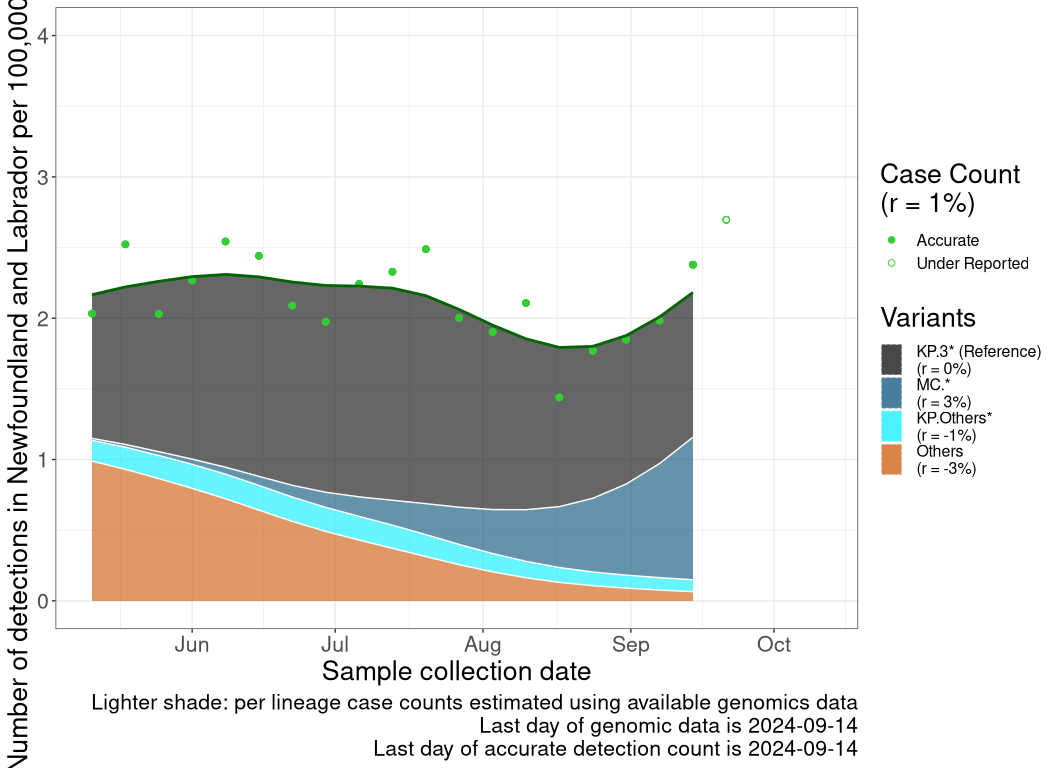 Number of detections in Newfoundland and Labrador per 100,000
4
3
2
1
0
Jun
Jul
Aug
Sep
Oct
Sample collection date
Lighter shade: per lineage case counts estimated using available genomics data
Last day of genomic data is 2024-09-14
Last day of accurate detection count is 2024-09-14
Case Count
(r = 1%)
Accurate
Under Reported
Variants
KP.3* (Reference)
(r = 0%)
MC.*
(r = 3%)
KP.Others*
(r = -1%)
Others
(r = -3%)